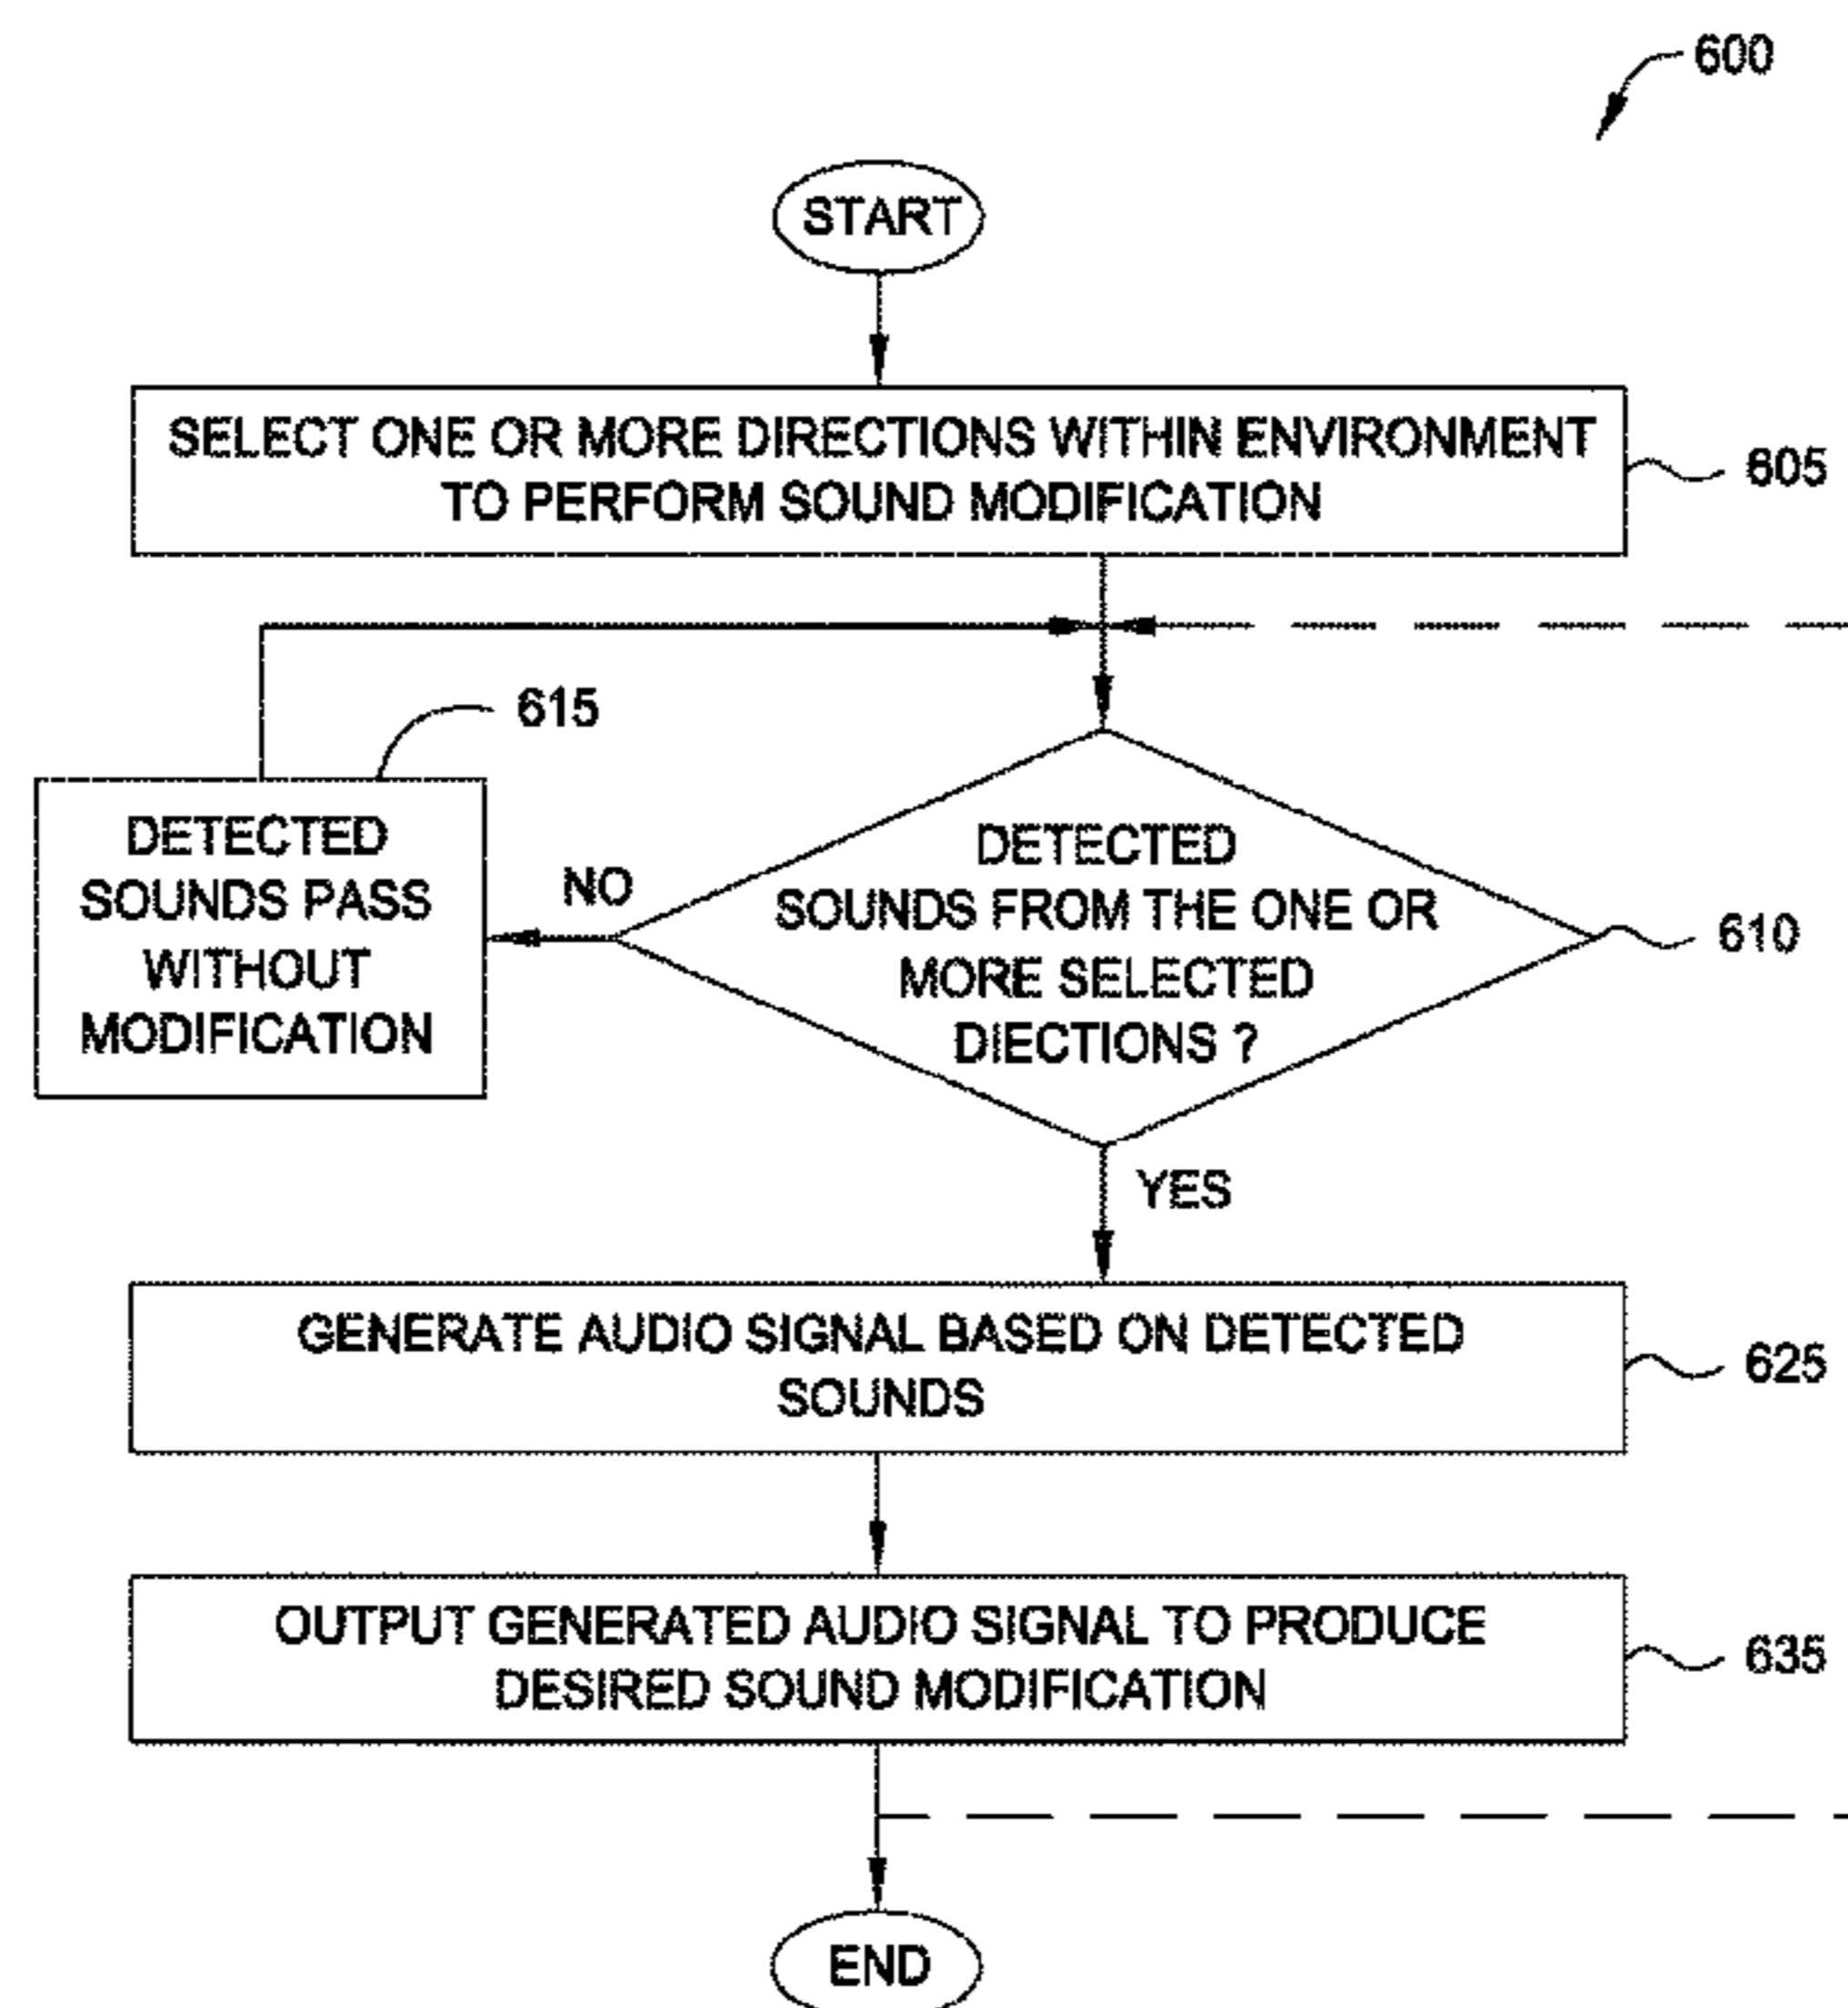 600
START
SELECT ONE OR MORE DIRECTIONS WITHIN ENVIRONMENT
TO PERFORM SOUND MODIFICATION
605
615
DETECTED
SOUNDS PASS
WITHOUT
MODIFICATION
NO
DETECTED
SOUNDS FROM THE ONE OR
MORE SELECTED
DIECTIONS ?
610
YES
GENERATE AUDIO SIGNAL BASED ON DETECTED
SOUNDS
625
OUTPUT GENERATED AUDIO SIGNAL TO PRODUCE
DESIRED SOUND MODIFICATION
635
END